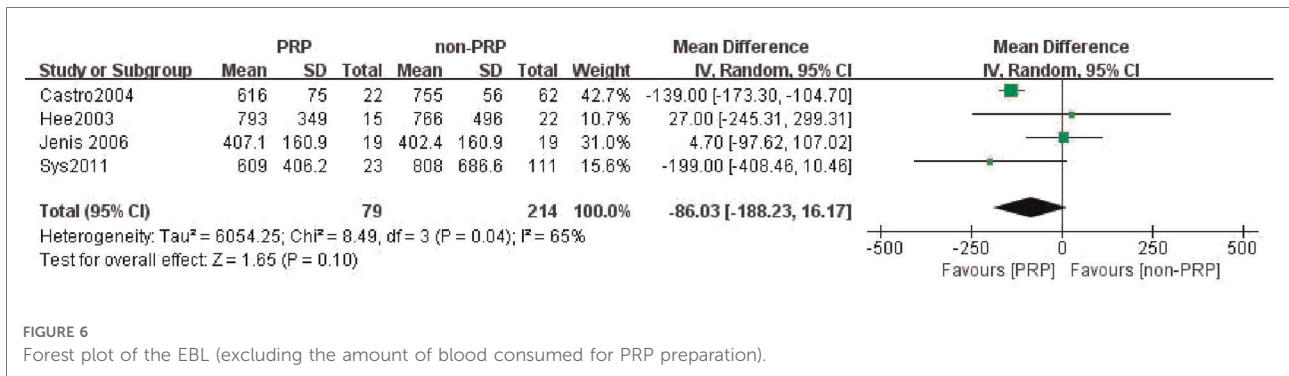 PRP non-PRP Mean Difference Mean Difference
Study or Subgroup Mean SD Total Mean SD Total Weight IV, Random, 95% CI IV, Random, 95% CI
Castro2004 616 75 22 755 56 62 42.7% -139.00 [-173.30, -104.70]
Hee2003 793 349 15 766 496 22 10.7% 27.00 [-245.31, 299.31]
Jenis 2006 407.1 160.9 19 402.4 160.9 19 31.0% 4.70 [-97.62, 107.02]
Sys2011 609 406.2 23 808 686.6 111 15.6% -199.00 [-408.46, 10.46]
Total (95% CI) 79 214 100.0% -86.03 [-188.23, 16.17]
Heterogeneity: Tau² = 6054.25; Chi² = 8.49, df = 3 (P = 0.04); I² = 65%
Test for overall effect: Z = 1.65 (P = 0.10)
-500 -250 0 250 500
Favours [PRP] Favours [non-PRP]
FIGURE 6
Forest plot of the EBL (excluding the amount of blood consumed for PRP preparation).